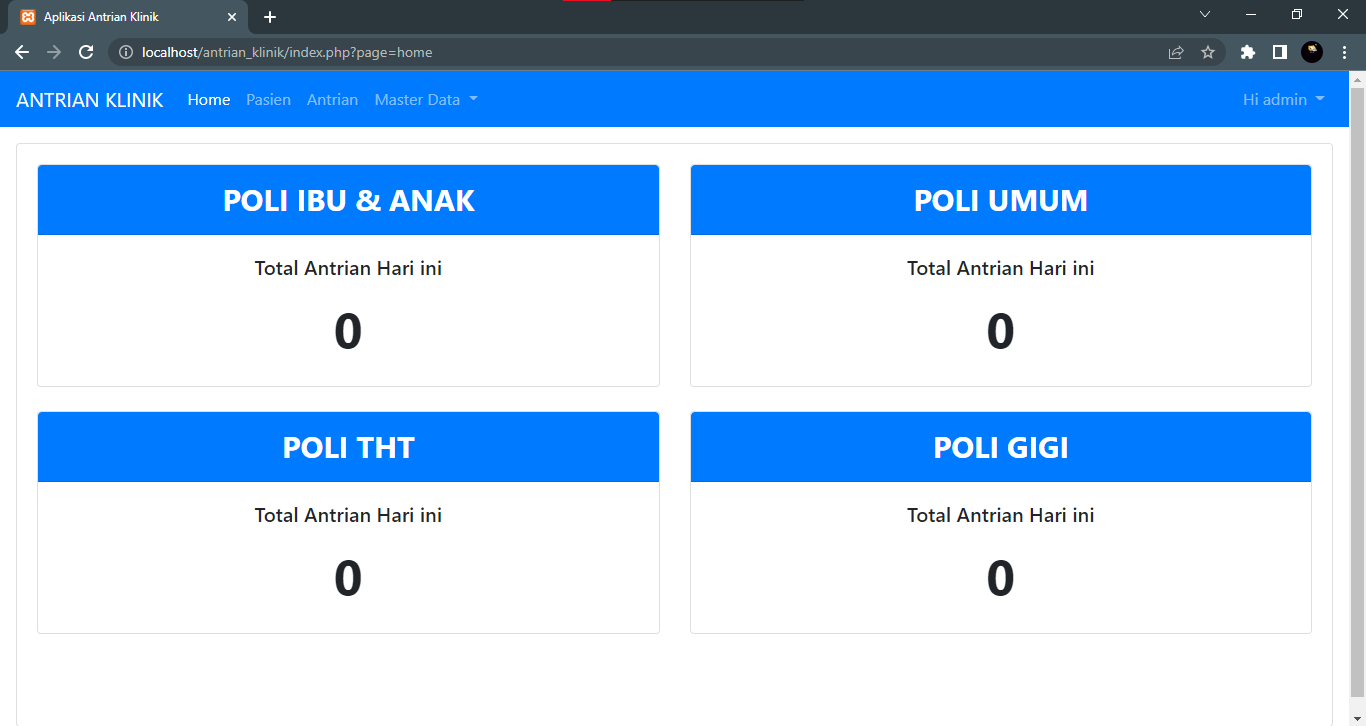 Aplikasi Antrian Klinik
localhost/antrian_klinik/index.php?page=home
ANTRIAN KLINIK Home Pasien Antrian Master Data Hi admin
POLI IBU & ANAK
Total Antrian Hari ini
0
POLI UMUM
Total Antrian Hari ini
0
POLI THT
Total Antrian Hari ini
0
POLI GIGI
Total Antrian Hari ini
0